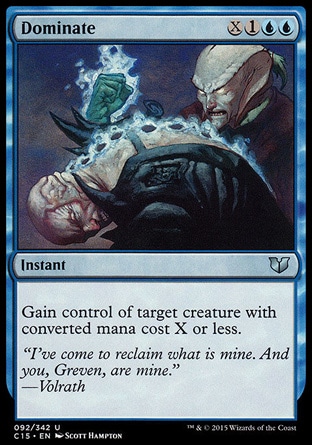 Dominate X1
Instant
Gain control of target creature with
converted mana cost X or less.
“I’ve come to reclaim what is mine. And
you, Greven, are mine.”
—Volrath
092/342 U
C15 • EN Scott Hampton
™ & © 2015 Wizards of the Coast